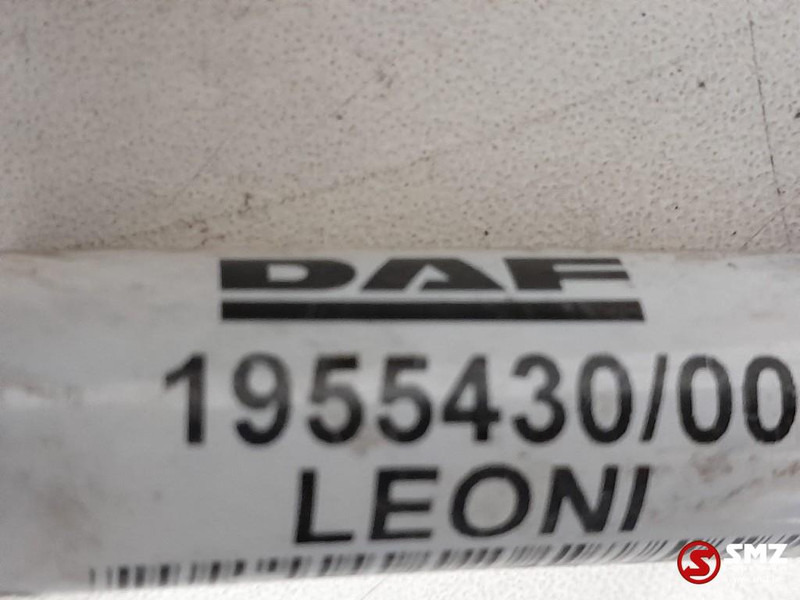 DAF
1955430/00
LEONI
SMZ